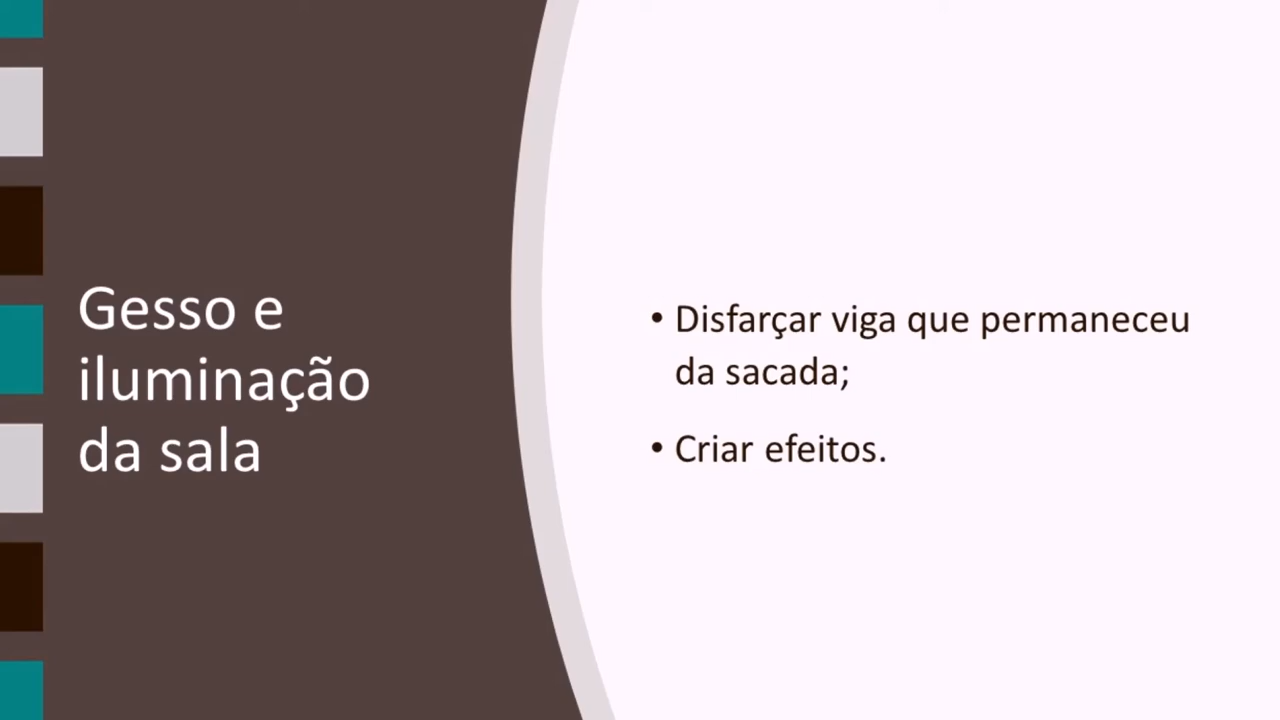 Gesso e
iluminação
da sala
• Disfarçar viga que permaneceu
da sacada;
• Criar efeitos.